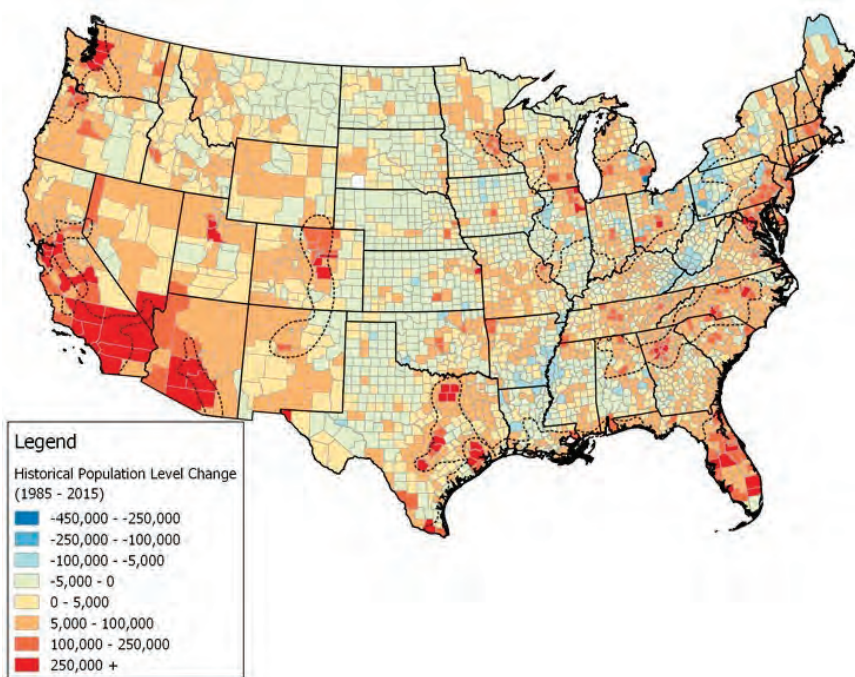 Legend
Historical Population Level Change
(1985 - 2015)
-450,000 - -250,000
-250,000 - -100,000
-100,000 - -5,000
-5,000 - 0
0 - 5,000
5,000 - 100,000
100,000 - 250,000
250,000 +